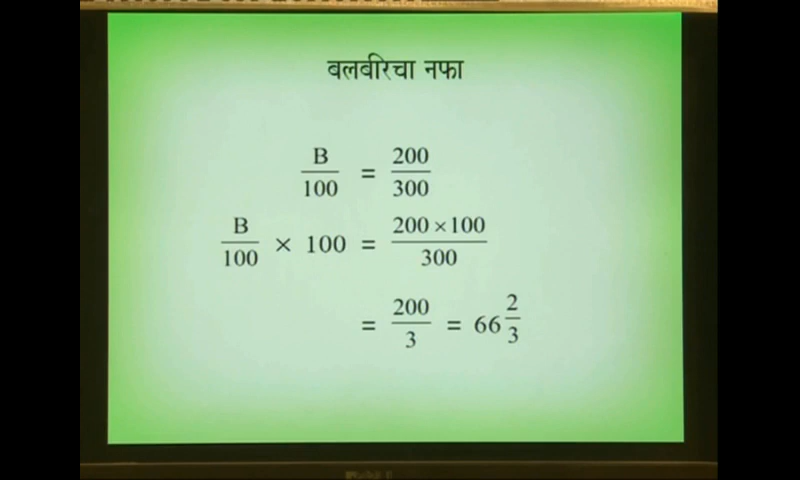 बलबीरचा नफा
B/100 = 200/300
B/100 × 100 = 200 × 100/300
= 200/3 = 66 2/3